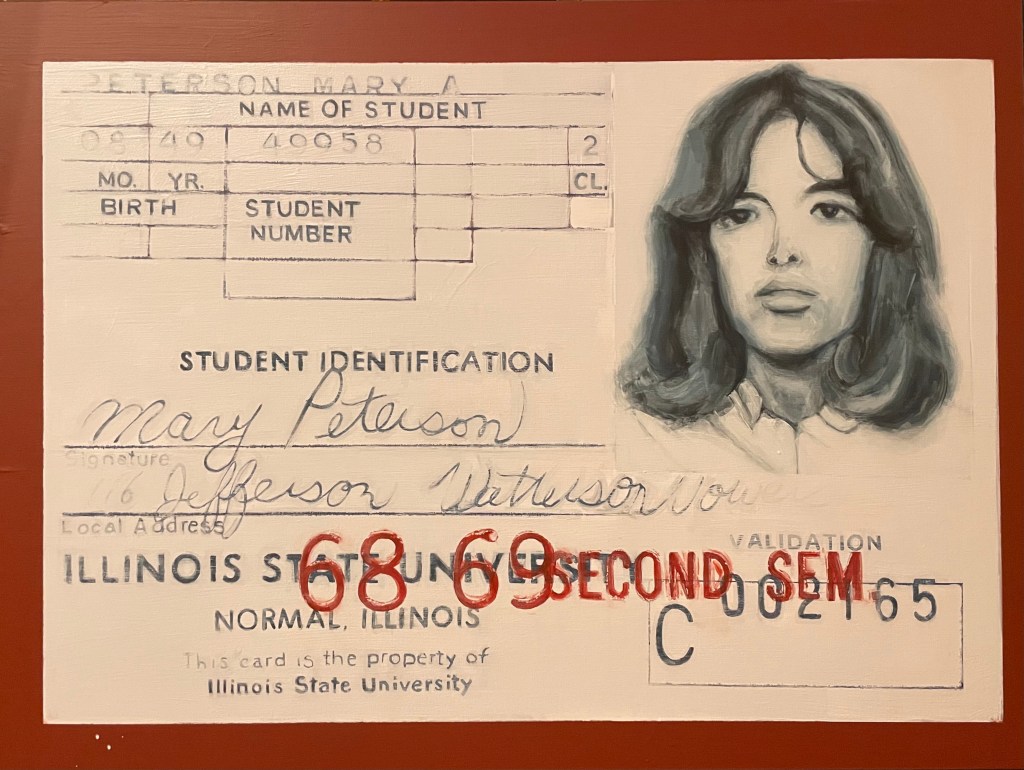 PETERSON MARY A
NAME OF STUDENT
08 49 40058 2
MO. YR. CL.
BIRTH STUDENT
NUMBER
STUDENT IDENTIFICATION
Mary Peterson
Signature
116 Jefferson Watterson
Local Address
VALIDATION
ILLINOIS STATE UNIVERSITY
68 69 SECOND SEM.
C 002165
NORMAL, ILLINOIS
This card is the property of
Illinois State University